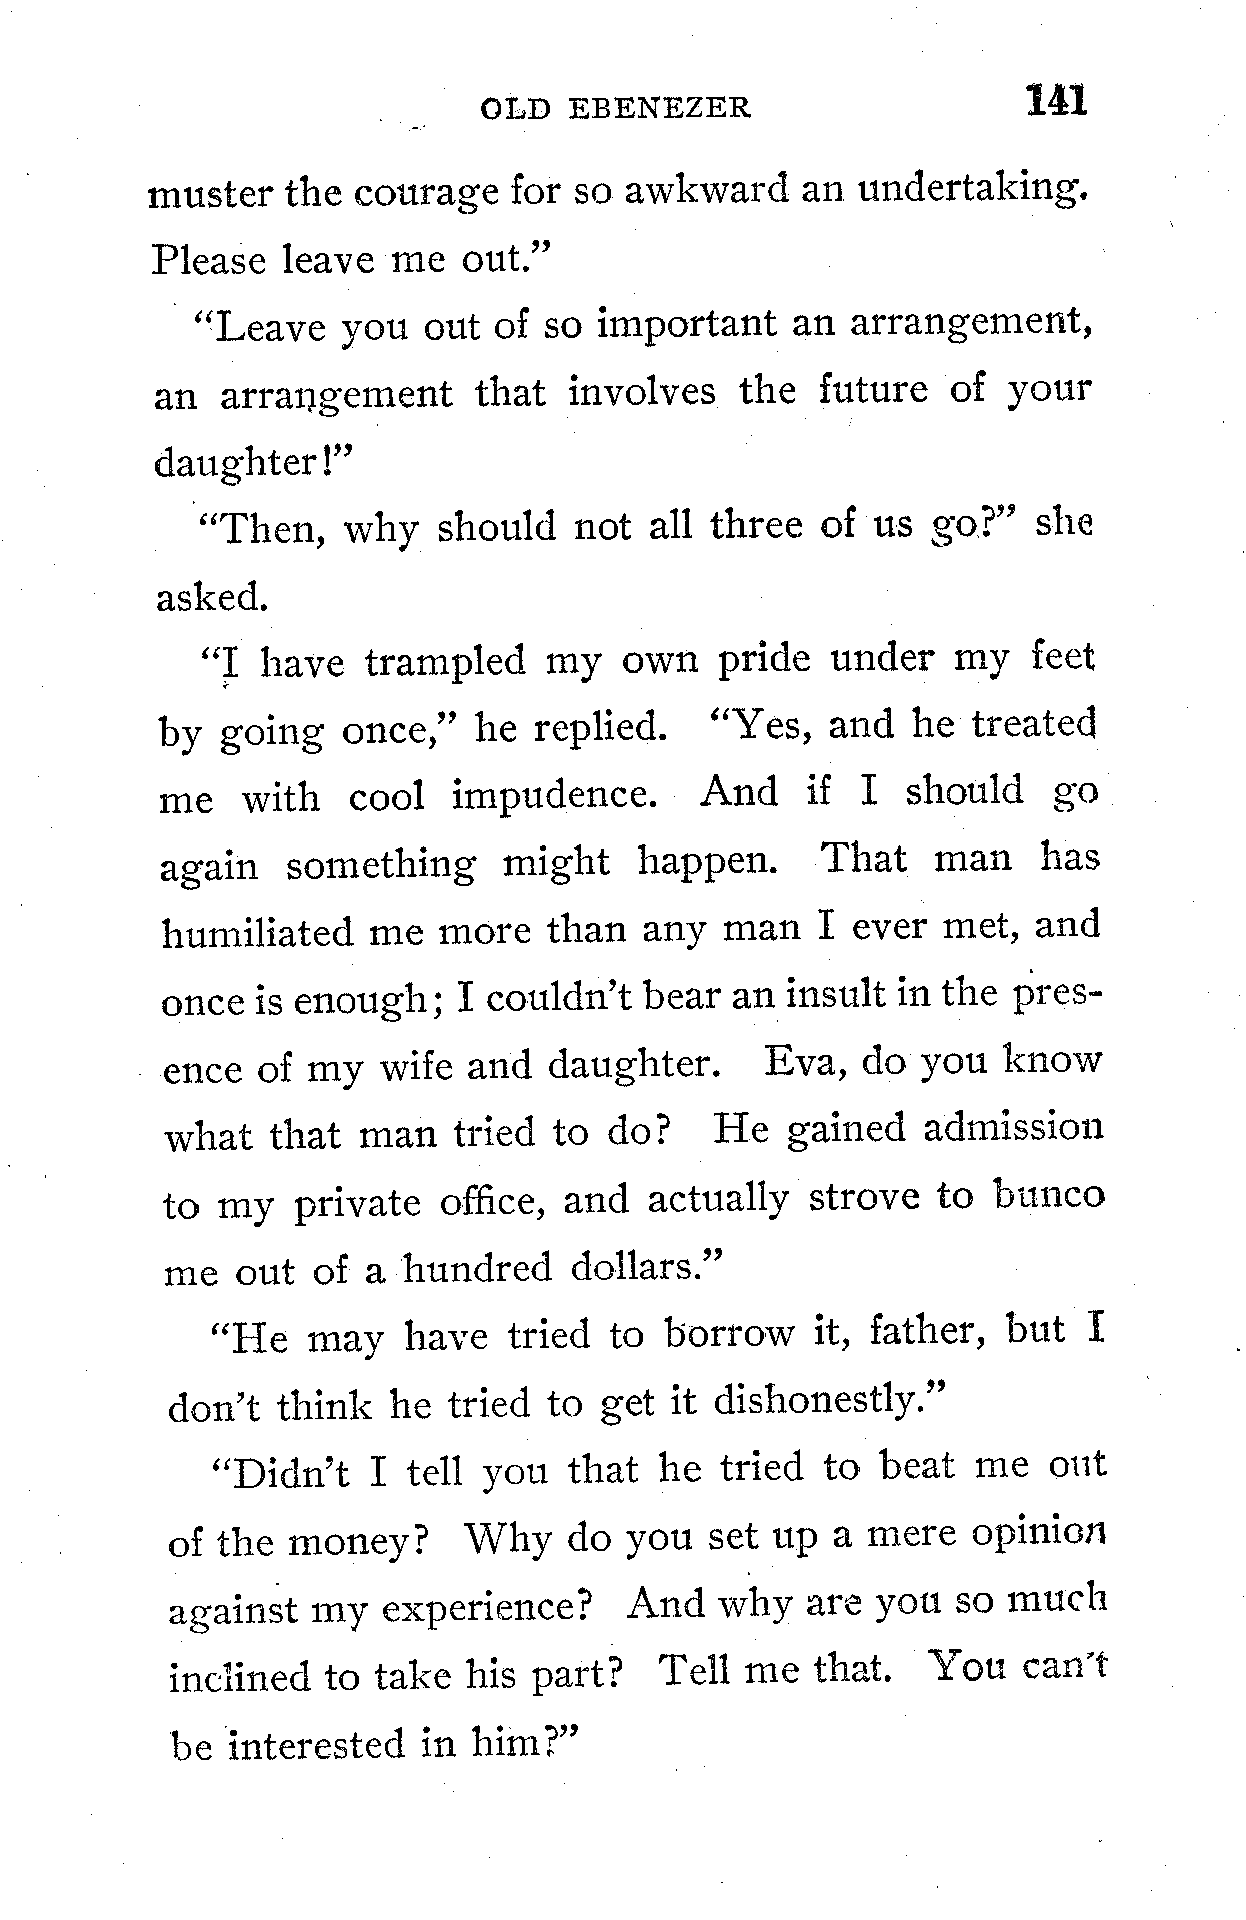 OLD EBENEZER 141
muster the courage for so awkward an undertaking.
Please leave me out.”
“Leave you out of so important an arrangement,
an arrangement that involves the future of your
daughter!”
“Then, why should not all three of us go?” she
asked.
“I have trampled my own pride under my feet
by going once,” he replied. “Yes, and he treated
me with cool impudence. And if I should go
again something might happen. That man has
humiliated me more than any man I ever met, and
once is enough; I couldn’t bear an insult in the pres-
ence of my wife and daughter. Eva, do you know
what that man tried to do? He gained admission
to my private office, and actually strove to bunco
me out of a hundred dollars.”
“He may have tried to borrow it, father, but I
don’t think he tried to get it dishonestly.”
“Didn’t I tell you that he tried to beat me out
of the money? Why do you set up a mere opinion
against my experience? And why are you so much
inclined to take his part? Tell me that. You can’t
be interested in him?”